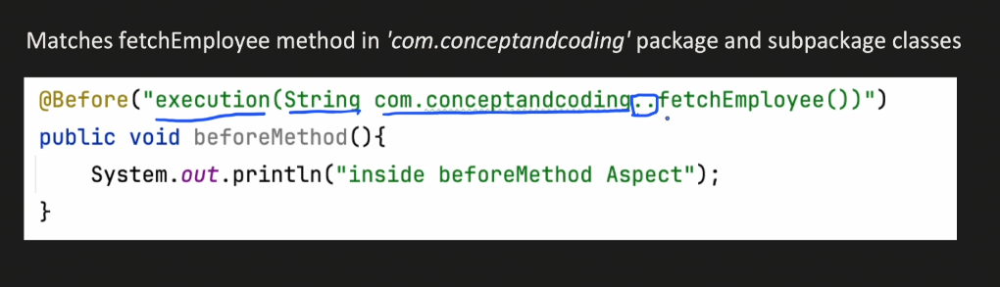 Matches fetchEmployee method in 'com.conceptandcoding' package and subpackage classes
@Before("execution(String com.conceptandcoding..fetchEmployee())")
public void beforeMethod(){
System.out.println("inside beforeMethod Aspect");
}